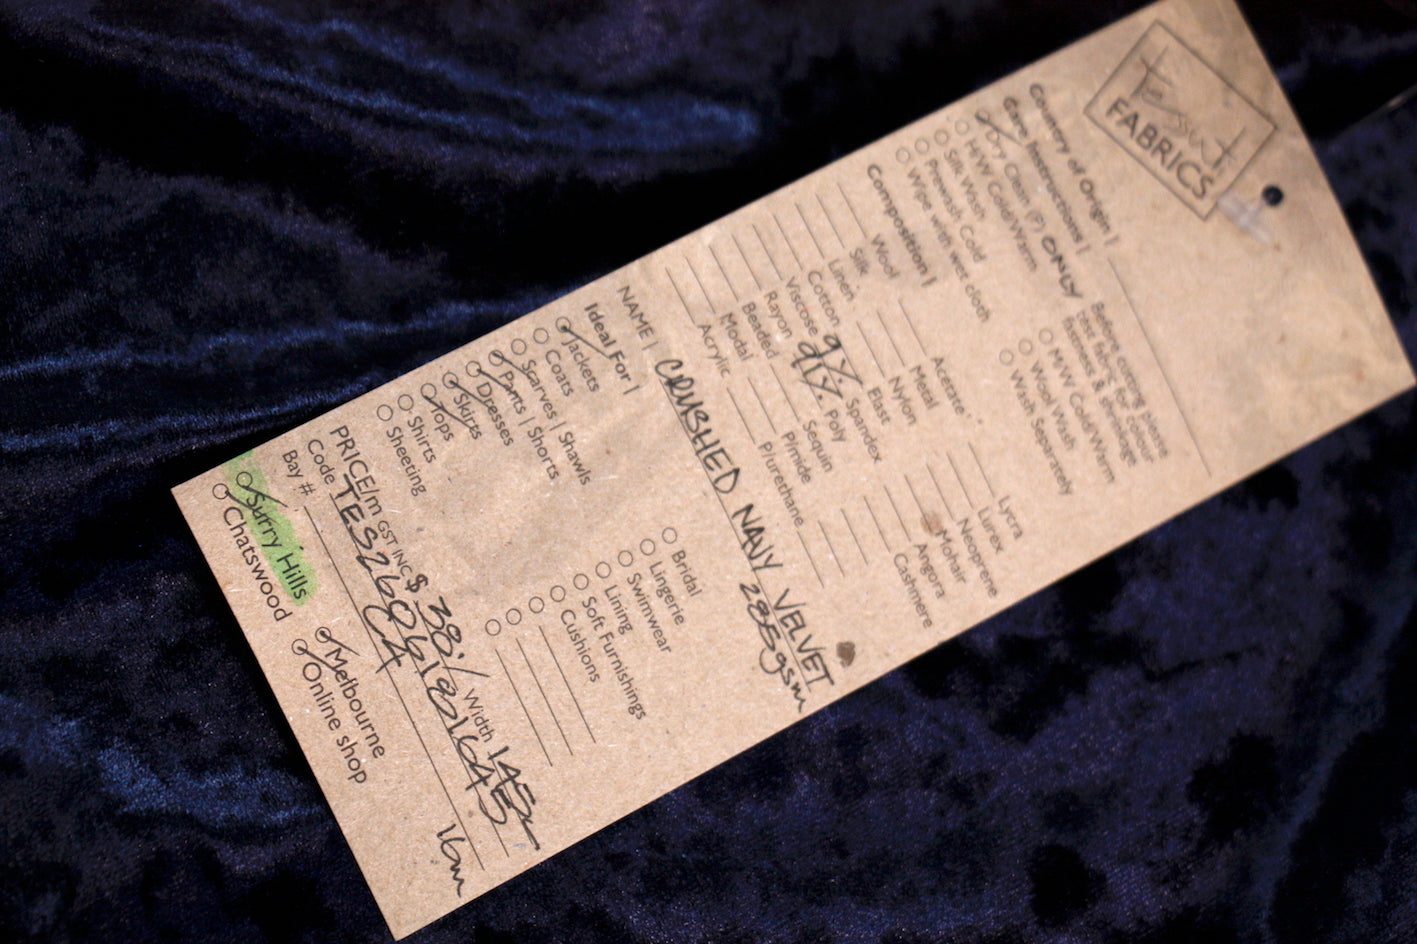 tessuti
FABRICS
Country of Origin |
Care Instructions | Before cutting please
Dry Clean (P) ONLY test fabric for colour
H/W Cold/Warm fastness & shrinkage
Silk Wash M/W Cold/Warm
Prewash Cold Wool Wash
Wipe with wet cloth Wash Separately
Composition |
Wool Acetate Lycra
Silk Metal Lurex
Linen Nylon Neoprene
Cotton Elast Mohair
Viscose 9% Spandex Angora
Rayon 91% Poly Cashmere
Beaded Sequin
Modal P/mide
Acrylic P/urethane
NAME | CRUSHED NAVY VELVET
285gsm
Ideal For |
Jackets Bridal
Coats Lingerie
Scarves | Shawls Swimwear
Pants | Shorts Lining
Dresses Soft Furnishings
Skirts Cushions
Tops
Shirts
Sheeting
PRICE/m GST INC $ 38./ Width 145
Code
Bay # 16m
Surry Hills Melbourne
Chatswood Online shop